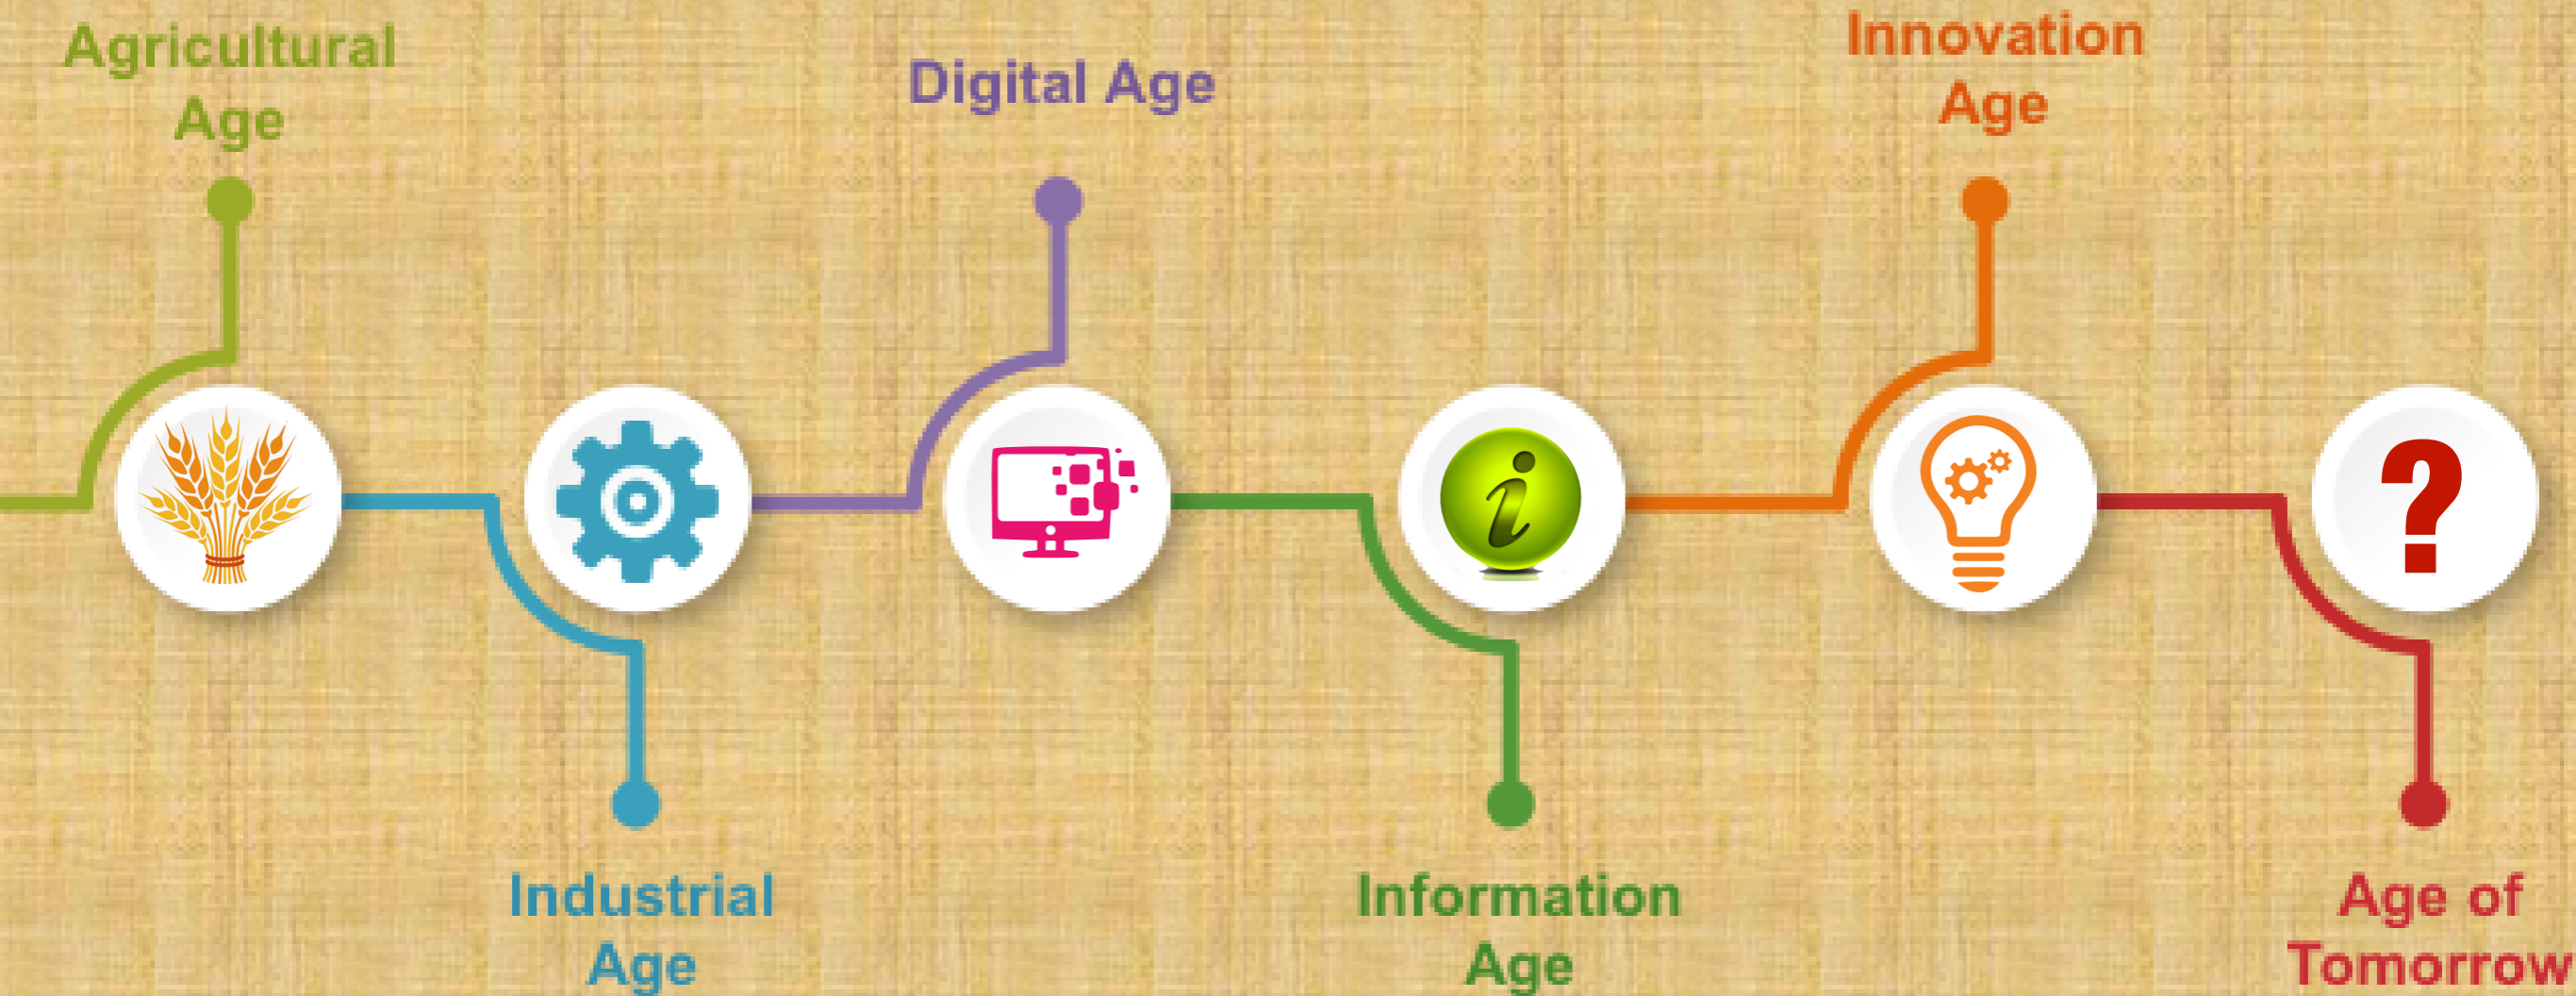 Agricultural
Age
Industrial
Age
Digital Age
Information
Age
Innovation
Age
Age of
Tomorrow
i
?